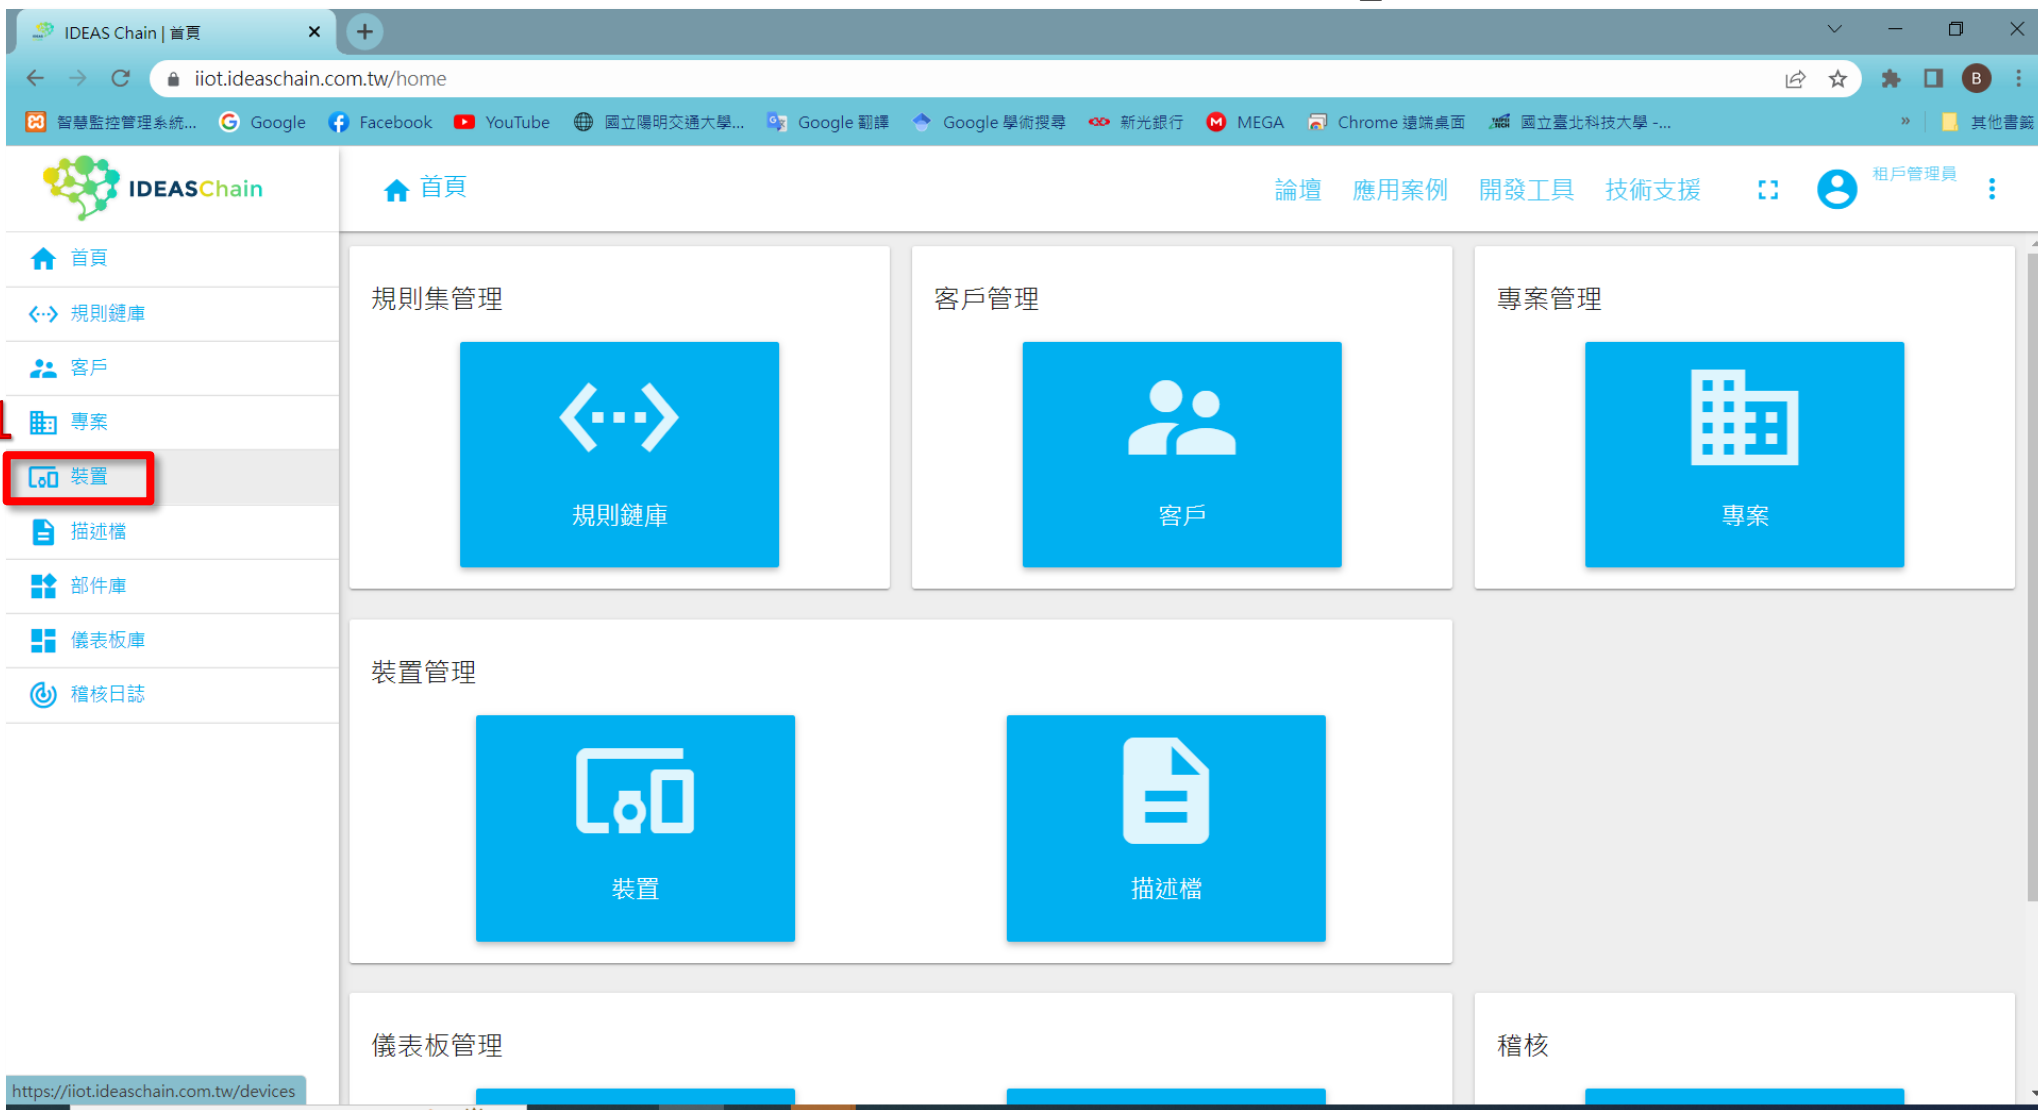 IDEAS Chain | 首頁
iiot.ideaschain.com.tw/home
B
智慧監控管理系統... Google Facebook YouTube 國立陽明交通大學... Google 翻譯 Google 學術搜尋 新光銀行 MEGA Chrome 遠端桌面 國立臺北科技大學 -... » 其他書籤
IDEASChain
首頁
論壇 應用案例 開發工具 技術支援 租戶管理員
首頁
規則鏈庫
客戶
專案
裝置
描述檔
部件庫
儀表板庫
稽核日誌
規則集管理
規則鏈庫
客戶管理
客戶
專案管理
專案
裝置管理
裝置
描述檔
儀表板管理
稽核
https://iiot.ideaschain.com.tw/devices